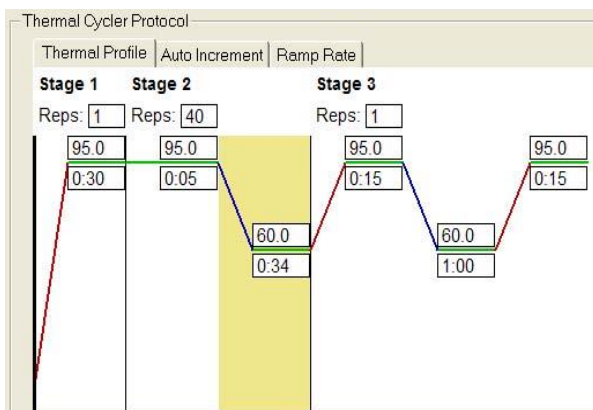 Thermal Cycler Protocol
Thermal Profile Auto Increment Ramp Rate
Stage 1 Stage 2 Stage 3
Reps: 1 Reps: 40 Reps: 1
95.0 95.0 95.0 95.0
0:30 0:05 0:15 0:15
60.0 60.0
0:34 1:00